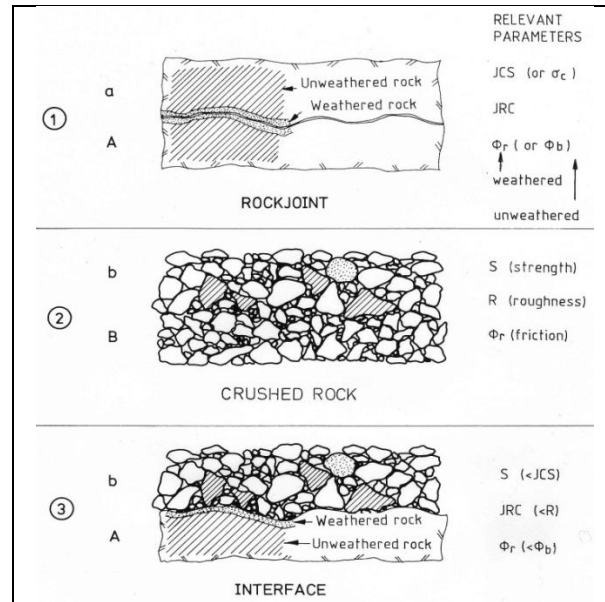 RELEVANT
PARAMETERS
a
Unweathered rock
JCS (or σc)
Weathered rock
1
JRC
A
Φr (or Φb)
weathered
ROCKJOINT
unweathered
b
S (strength)
2
R (roughness)
B
Φr (friction)
CRUSHED ROCK
b
S (<JCS)
3
Weathered rock
JRC (<R)
A
Unweathered rock
Φr (<Φb)
INTERFACE